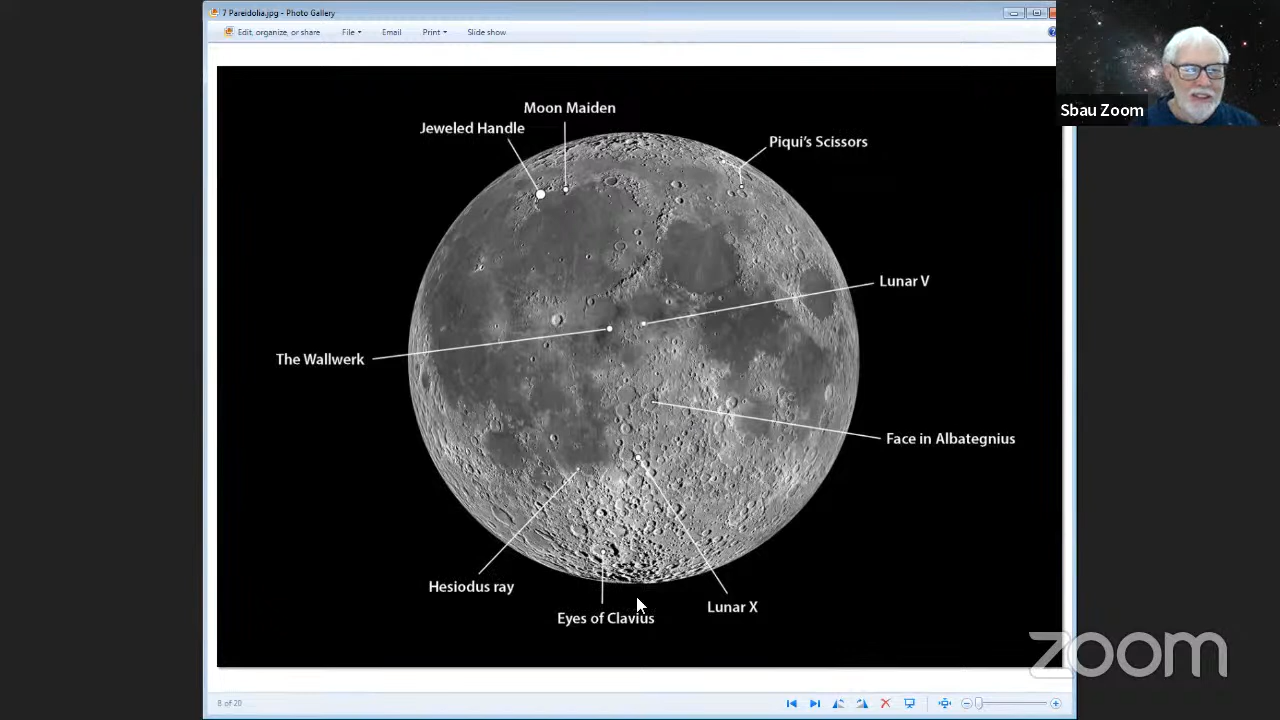 7 Pareidolia.jpg - Photo Gallery
Edit, organize, or share File Email Print Slide show
Sbau Zoom
Moon Maiden
Jeweled Handle
Piqui's Scissors
Lunar V
The Wallwerk
Face in Albategnius
Hesiodus ray
Lunar X
Eyes of Clavius
zoom
8 of 20